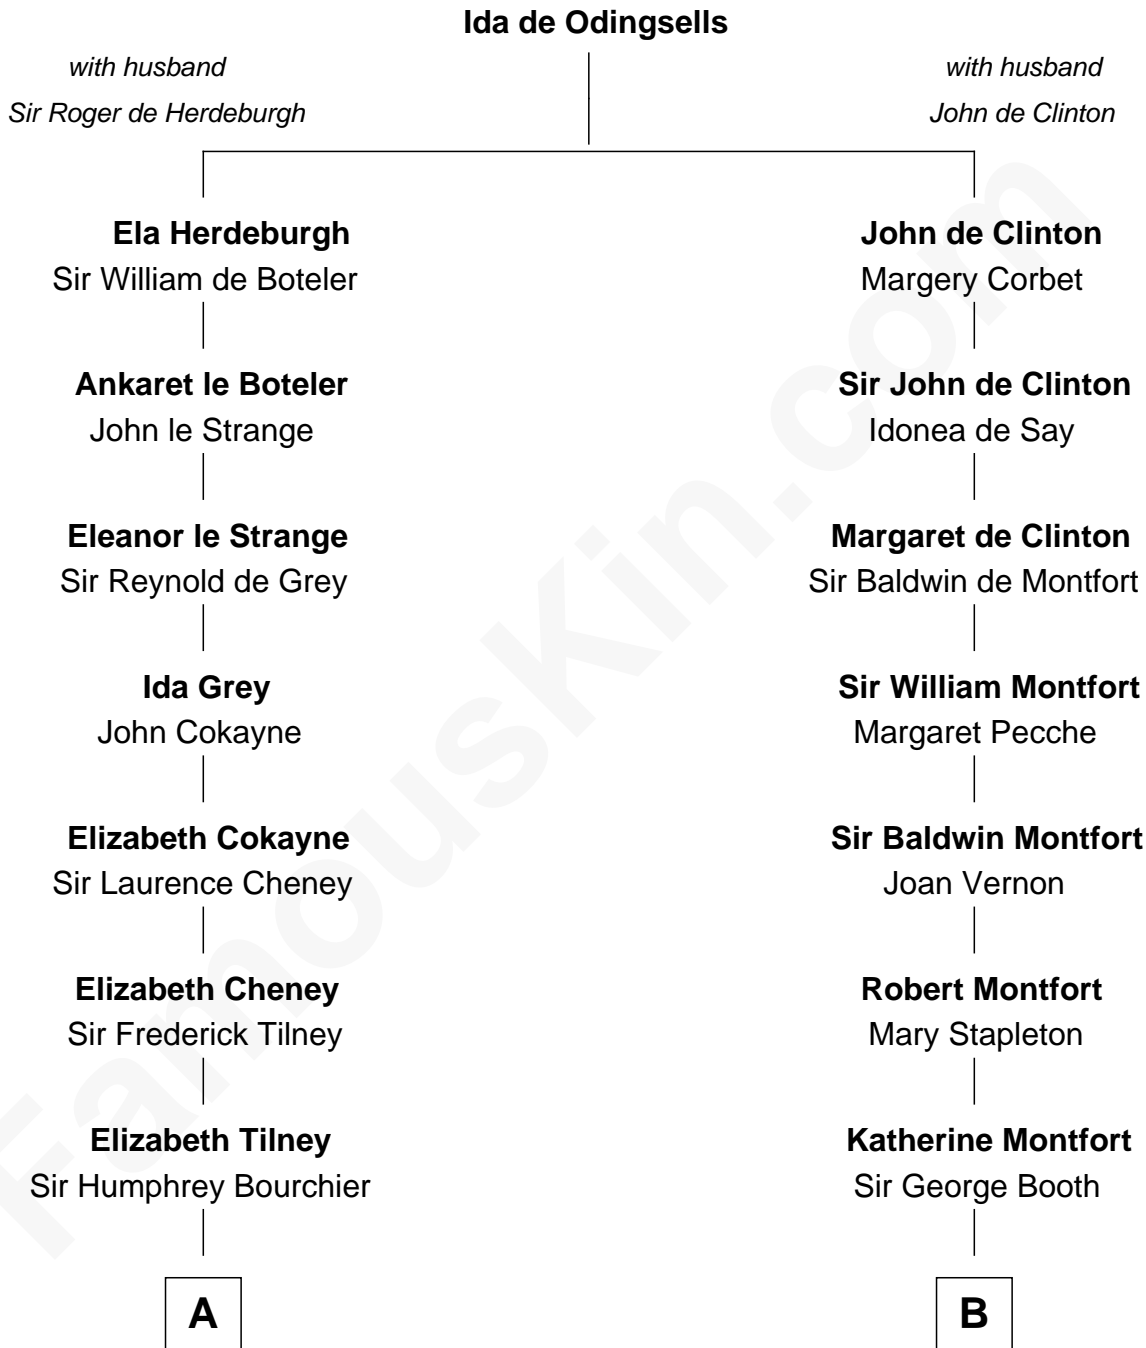 Ida de Odingsells
with husband
Sir Roger de Herdeburgh
with husband
John de Clinton
Ela Herdeburgh
Sir William de Boteler
John de Clinton
Margery Corbet
Ankaret le Boteler
John le Strange
Sir John de Clinton
Idonea de Say
Eleanor le Strange
Sir Reynold de Grey
Margaret de Clinton
Sir Baldwin de Montfort
Ida Grey
John Cokayne
Sir William Montfort
Margaret Pecche
Elizabeth Cokayne
Sir Laurence Cheney
Sir Baldwin Montfort
Joan Vernon
Elizabeth Cheney
Sir Frederick Tilney
Robert Montfort
Mary Stapleton
Elizabeth Tilney
Sir Humphrey Bourchier
Katherine Montfort
Sir George Booth
A
B
FamousKin.com